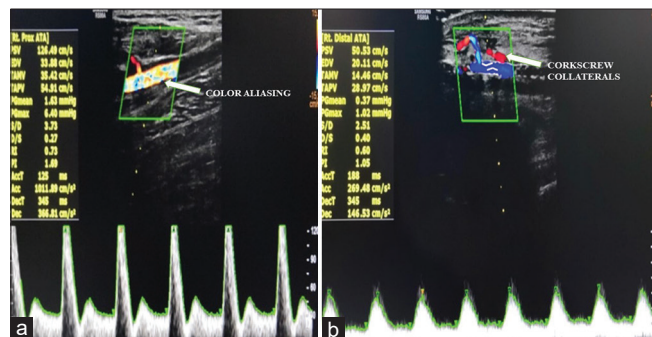 [Rt. Prox ATA]
PSV 126.49 cm/s
EDV 33.88 cm/s
TAMV 35.42 cm/s
TAPV 54.91 cm/s
PGmean 1.63 mmHg
PGmax 6.40 mmHg
S/D 3.73
D/S 0.27
RI 0.73
PI 1.69
AccT 125 ms
Acc 1011.89 cm/s²
DecT 345 ms
Dec 366.81 cm/s²
COLOR ALIASING
120
90
60
a
[Rt. Distal ATA]
PSV 50.53 cm/s
EDV 20.11 cm/s
TAMV 14.46 cm/s
TAPV 28.97 cm/s
PGmean 0.37 mmHg
PGmax 1.02 mmHg
S/D 2.51
D/S 0.40
RI 0.60
PI 1.05
AccT 188 ms
Acc 269.48 cm/s²
DecT 345 ms
Dec 146.53 cm/s²
CORKSCREW
COLLATERALS
b